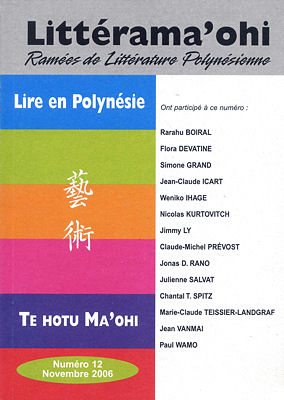 Littérama'ohi
Ramées de Littérature Polynésienne
Lire en Polynésie
藝
術
TE HOTU MA'OHI
Numéro 12
Novembre 2006
Ont participé à ce numéro :
Rarahu BOIRAL
Flora DEVATINE
Simone GRAND
Jean-Claude ICART
Weniko IHAGE
Nicolas KURTOVITCH
Jimmy LY
Claude-Michel PRÉVOST
Jonas D. RANO
Julienne SALVAT
Chantal T. SPITZ
Marie-Claude TEISSIER-LANDGRAF
Jean VANMAI
Paul WAMO